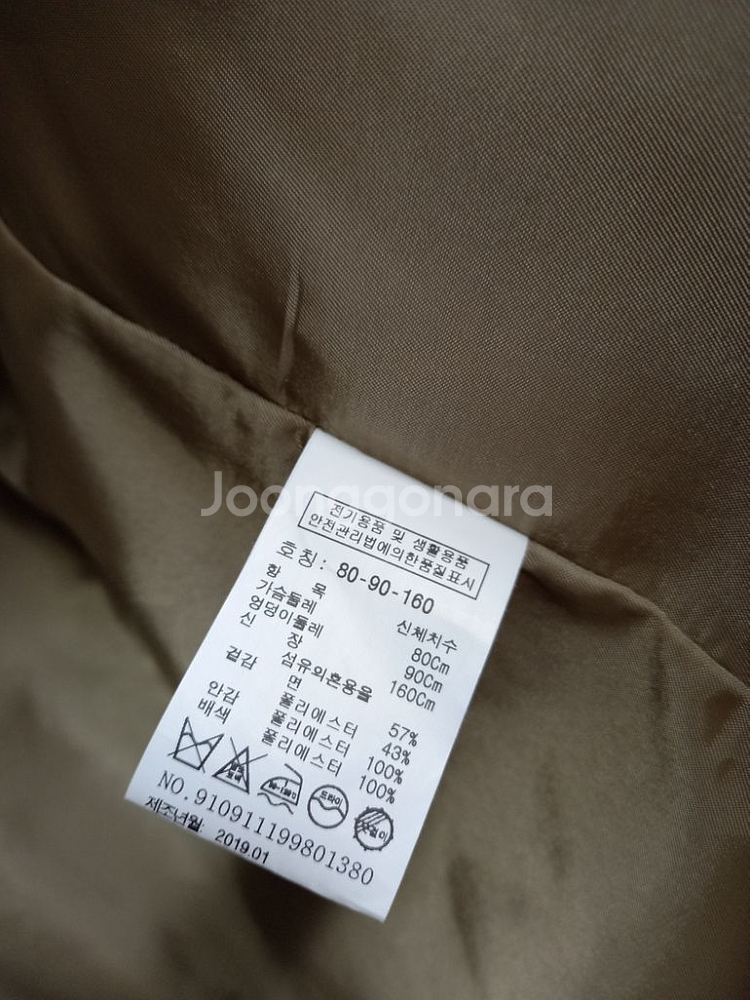 Joonggonara
전기용품 및 생활용품
안전관리법에의한품질표시
호칭: 80-90-160
항 목 신체치수
가슴둘레 80Cm
엉덩이둘레 90Cm
신 장 160Cm
섬유의혼용율
겉감 면 57%
폴리에스터 43%
안감 폴리에스터 100%
배색 폴리에스터 100%
드라이
NO.910911199801380
제조년월: 2019.01